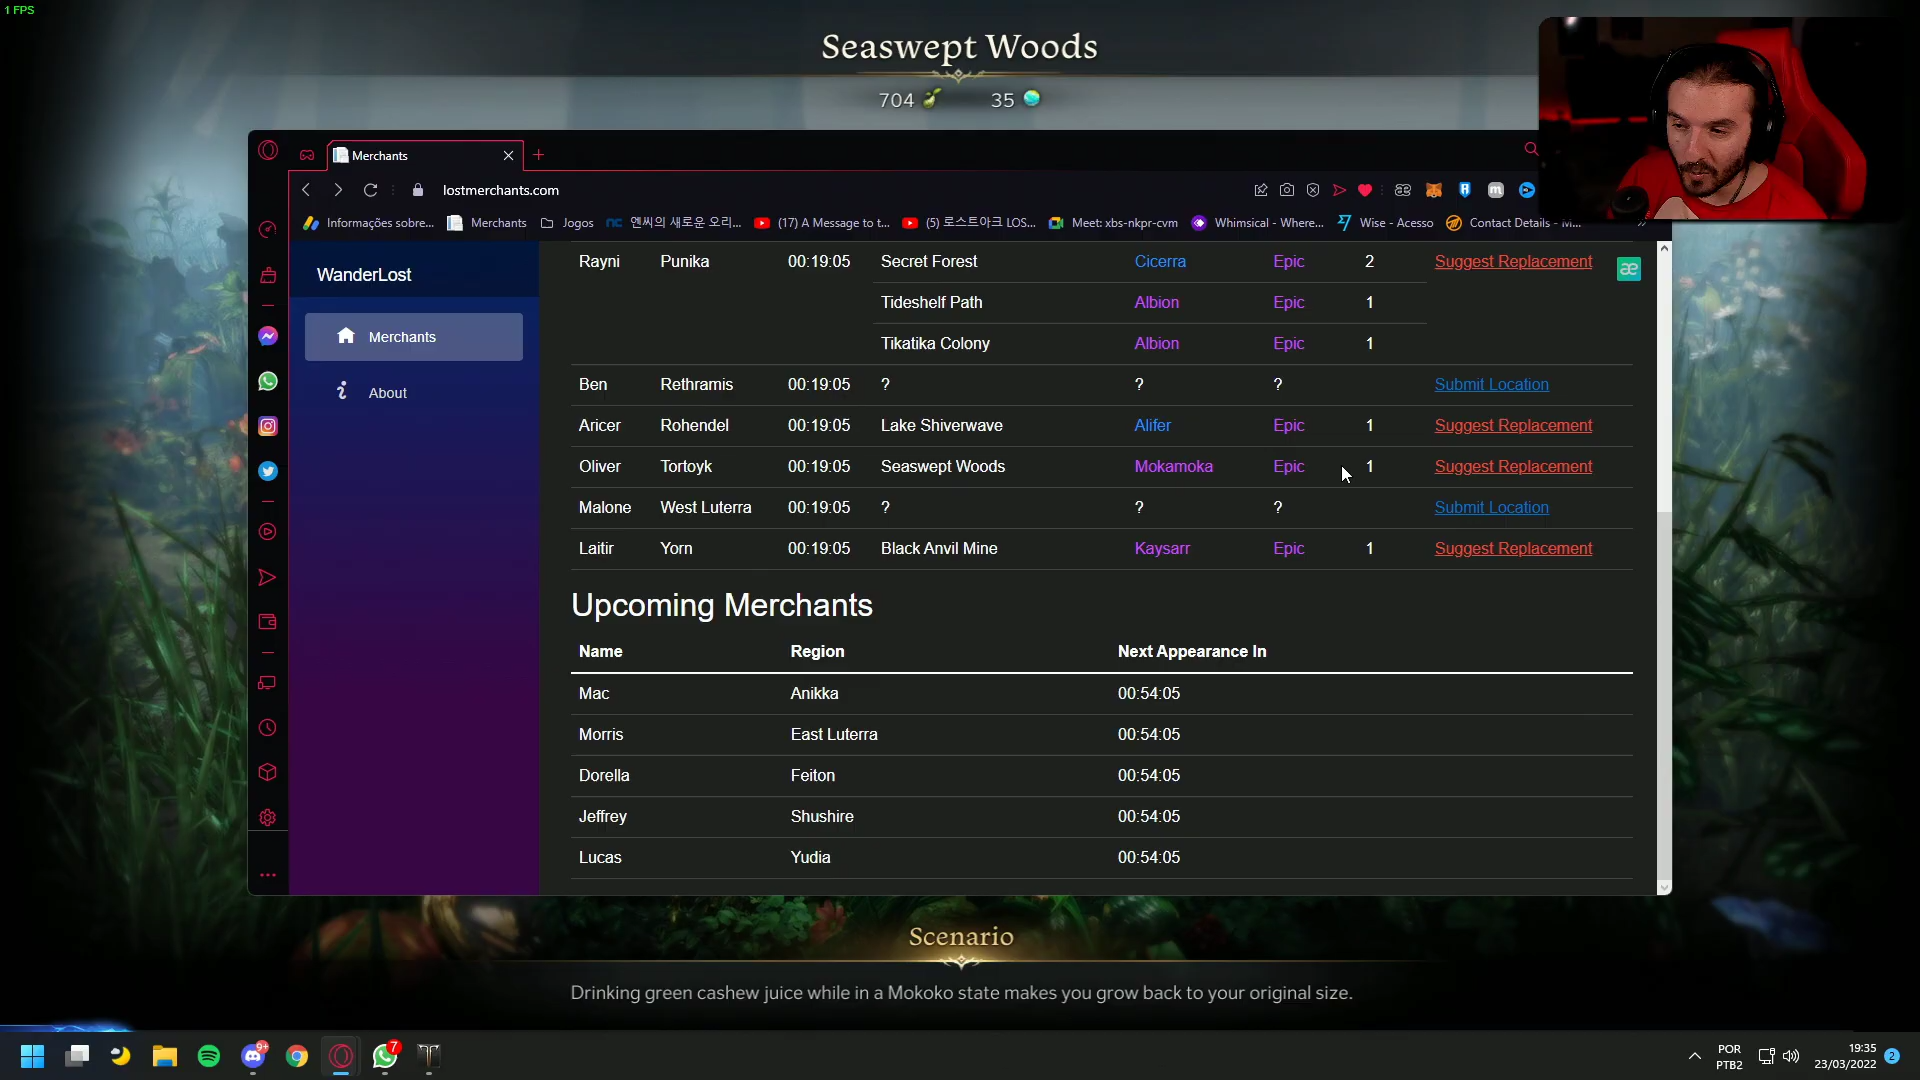 1 FPS
Seaswept Woods
704 35
Merchants
lostmerchants.com
Informações sobre... Merchants Jogos 엔씨의 새로운 오리... (17) A Message to t... (5) 로스트아크 LOS... Meet: xbs-nkpr-cvm Whimsical - Where... Wise - Acesso Contact Details - M...
WanderLost
Merchants
About
Rayni Punika 00:19:05 Secret Forest Cicerra Epic 2 Suggest Replacement
Tideshelf Path Albion Epic 1
Tikatika Colony Albion Epic 1
Ben Rethramis 00:19:05 ? ? ? Submit Location
Aricer Rohendel 00:19:05 Lake Shiverwave Alifer Epic 1 Suggest Replacement
Oliver Tortoyk 00:19:05 Seaswept Woods Mokamoka Epic 1 Suggest Replacement
Malone West Luterra 00:19:05 ? ? ? Submit Location
Laitir Yorn 00:19:05 Black Anvil Mine Kaysarr Epic 1 Suggest Replacement
Upcoming Merchants
Name Region Next Appearance In
Mac Anikka 00:54:05
Morris East Luterra 00:54:05
Dorella Feiton 00:54:05
Jeffrey Shushire 00:54:05
Lucas Yudia 00:54:05
Scenario
Drinking green cashew juice while in a Mokoko state makes you grow back to your original size.
9+
7
POR
PTB2
19:35
23/03/2022
2